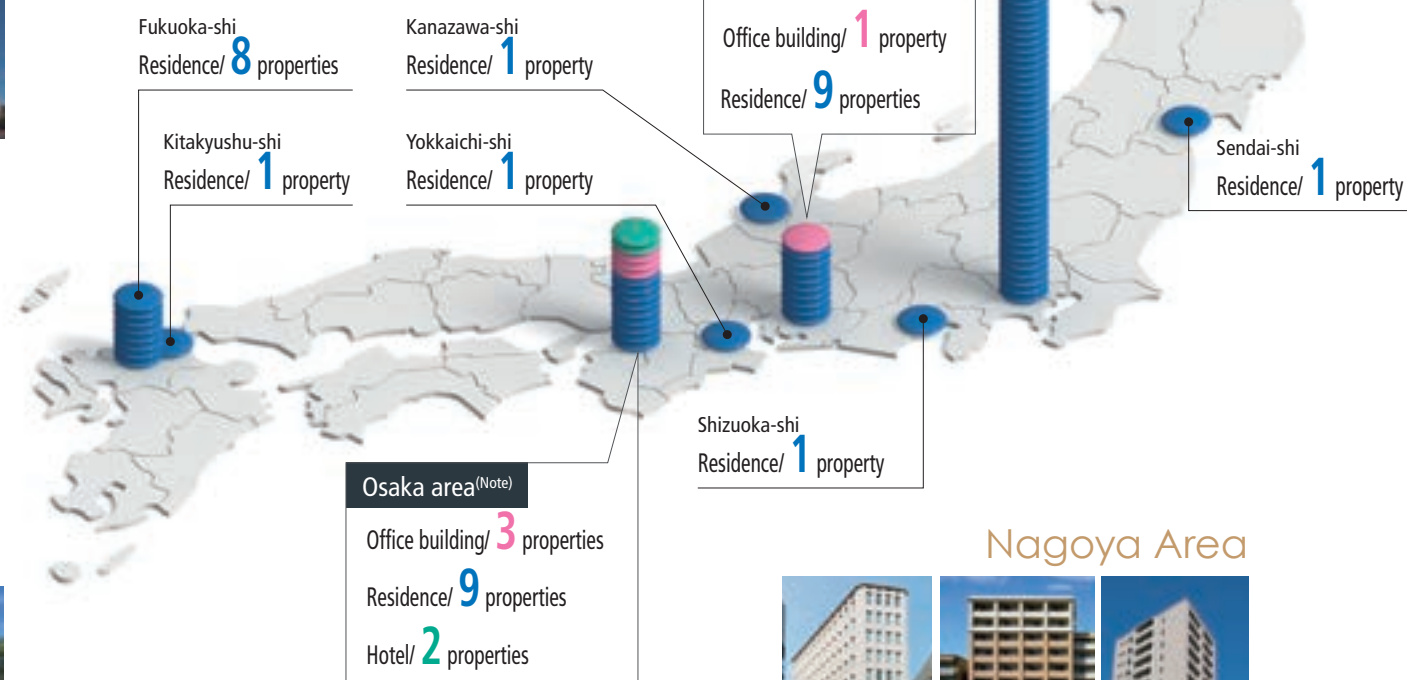 Fukuoka-shi
Residence/ 8 properties
Kanazawa-shi
Residence/ 1 property
Office building/ 1 property
Residence/ 9 properties
Kitakyushu-shi
Residence/ 1 property
Yokkaichi-shi
Residence/ 1 property
Sendai-shi
Residence/ 1 property
Shizuoka-shi
Residence/ 1 property
Osaka area(Note)
Office building/ 3 properties
Residence/ 9 properties
Hotel/ 2 properties
Nagoya Area